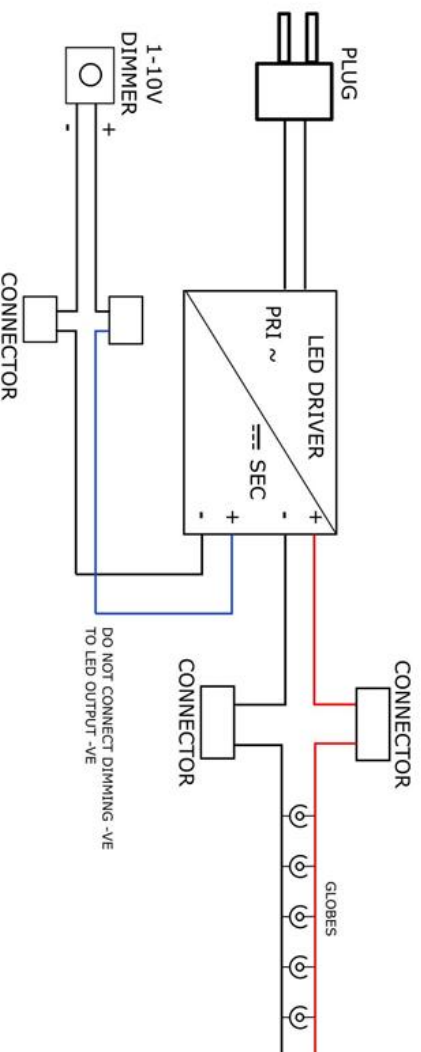 PLUG
LED DRIVER
PRI ~
SEC
+
-
+
-
CONNECTOR
GLOBES
CONNECTOR
1-10V
DIMMER
+
-
DO NOT CONNECT DIMMING -VE
TO LED OUTPUT -VE
CONNECTOR